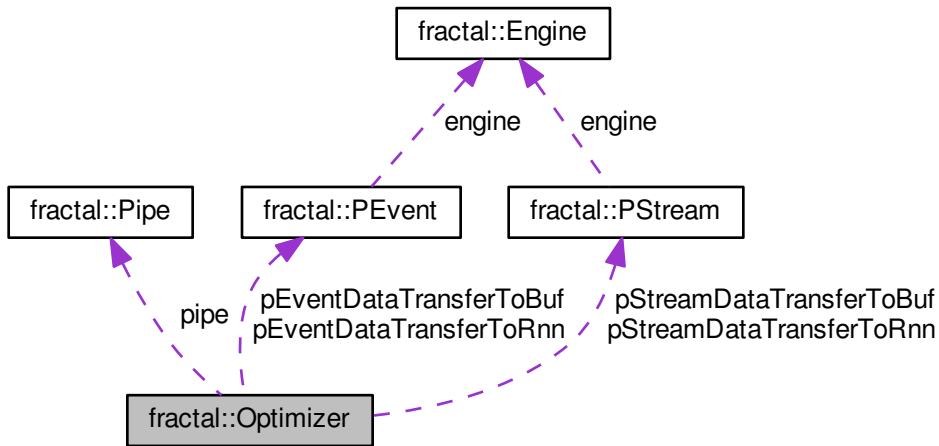 fractal::Engine
engine
engine
fractal::Pipe
fractal::PEvent
fractal::PStream
pipe
pEventDataTransferToBuf
pEventDataTransferToRnn
pStreamDataTransferToBuf
pStreamDataTransferToRnn
fractal::Optimizer